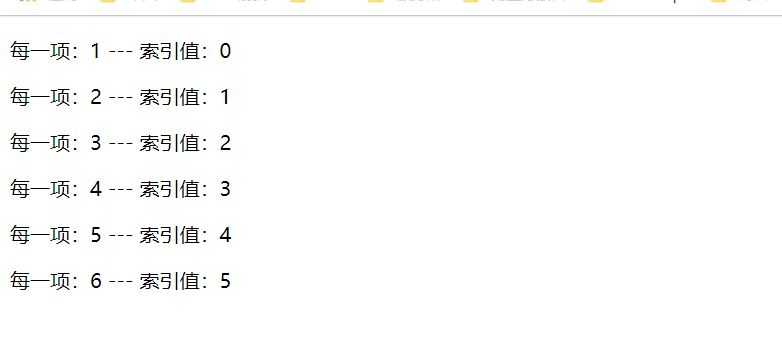 每一项：1 --- 索引值：0
每一项：2 --- 索引值：1
每一项：3 --- 索引值：2
每一项：4 --- 索引值：3
每一项：5 --- 索引值：4
每一项：6 --- 索引值：5